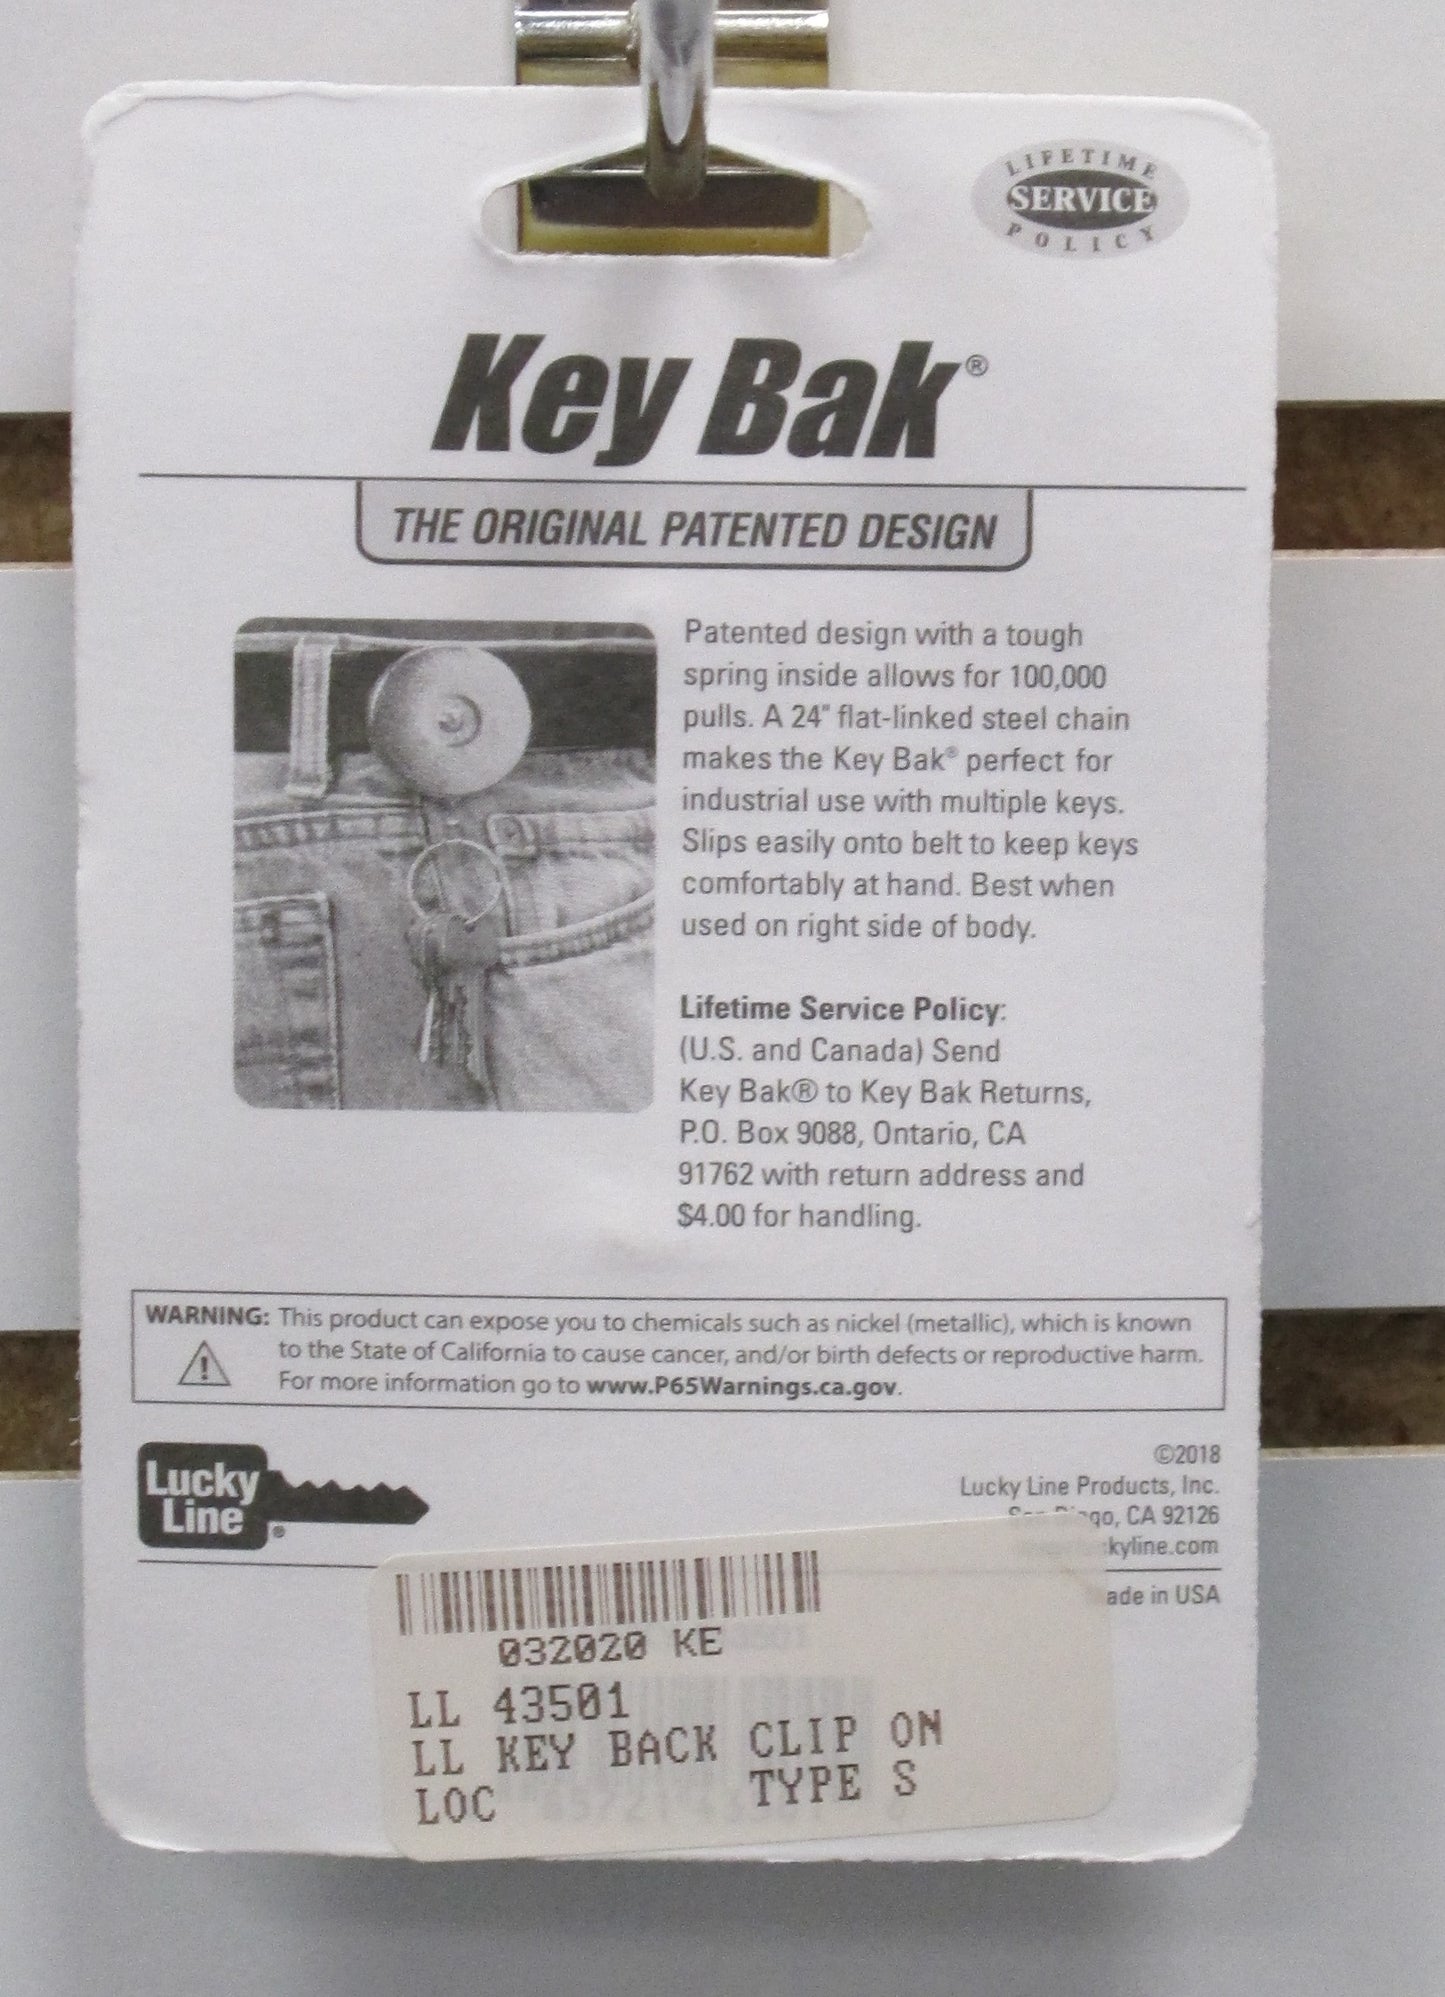 LIFETIME
SERVICE
POLICY
Key Bak®
THE ORIGINAL PATENTED DESIGN
Patented design with a tough
spring inside allows for 100,000
pulls. A 24" flat-linked steel chain
makes the Key Bak® perfect for
industrial use with multiple keys.
Slips easily onto belt to keep keys
comfortably at hand. Best when
used on right side of body.
Lifetime Service Policy:
(U.S. and Canada) Send
Key Bak® to Key Bak Returns,
P.O. Box 9088, Ontario, CA
91762 with return address and
$4.00 for handling.
WARNING: This product can expose you to chemicals such as nickel (metallic), which is known
to the State of California to cause cancer, and/or birth defects or reproductive harm.
For more information go to www.P65Warnings.ca.gov.
Lucky
Line®
©2018
Lucky Line Products, Inc.
CA 92126
kyline.com
ade in USA
032020 KE
LL 43501
LL KEY BACK CLIP ON
LOC TYPE S